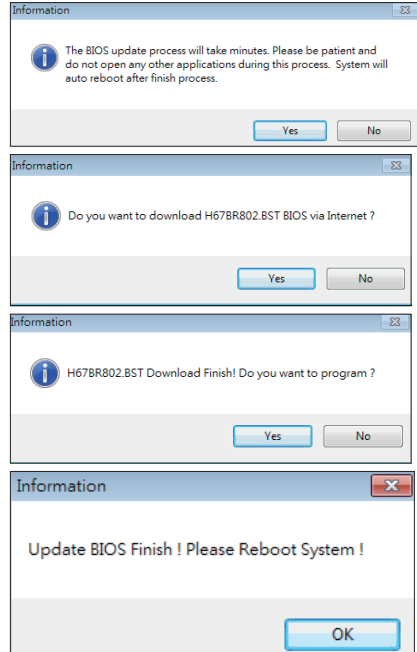 Information
The BIOS update process will take minutes. Please be patient and
do not open any other applications during this process. System will
auto reboot after finish process.
Yes No
Information
Do you want to download H67BR802.BST BIOS via Internet ?
Yes No
Information
H67BR802.BST Download Finish! Do you want to program ?
Yes No
Information
Update BIOS Finish ! Please Reboot System !
OK